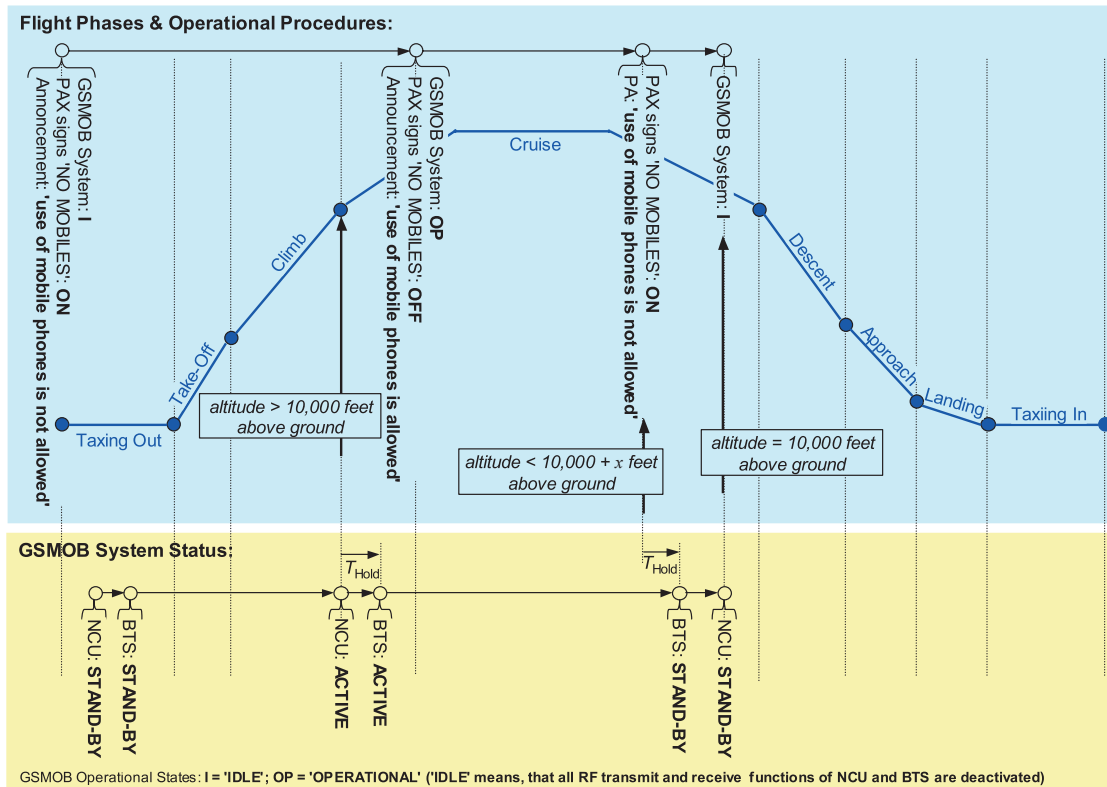 Flight Phases & Operational Procedures:
GSMOB System: I
PAX signs 'NO MOBILES': ON
Annoncement: 'use of mobile phones is not allowed'
GSMOB System: OP
PAX signs 'NO MOBILES': OFF
Announcement: 'use of mobile phones is allowed'
PAX signs 'NO MOBILES': ON
PA: 'use of mobile phones is not allowed'
GSMOB System: I
Taxing Out
Take-Off
Climb
Cruise
Descent
Approach
Landing
Taxiing In
altitude > 10,000 feet
above ground
altitude < 10,000 + x feet
above ground
altitude = 10,000 feet
above ground
GSMOB System Status:
THold
THold
NCU: STAND-BY
BTS: STAND-BY
NCU: ACTIVE
BTS: ACTIVE
BTS: STAND-BY
NCU: STAND-BY
GSMOB Operational States: I = 'IDLE'; OP = 'OPERATIONAL' ('IDLE' means, that all RF transmit and receive functions of NCU and BTS are deactivated)